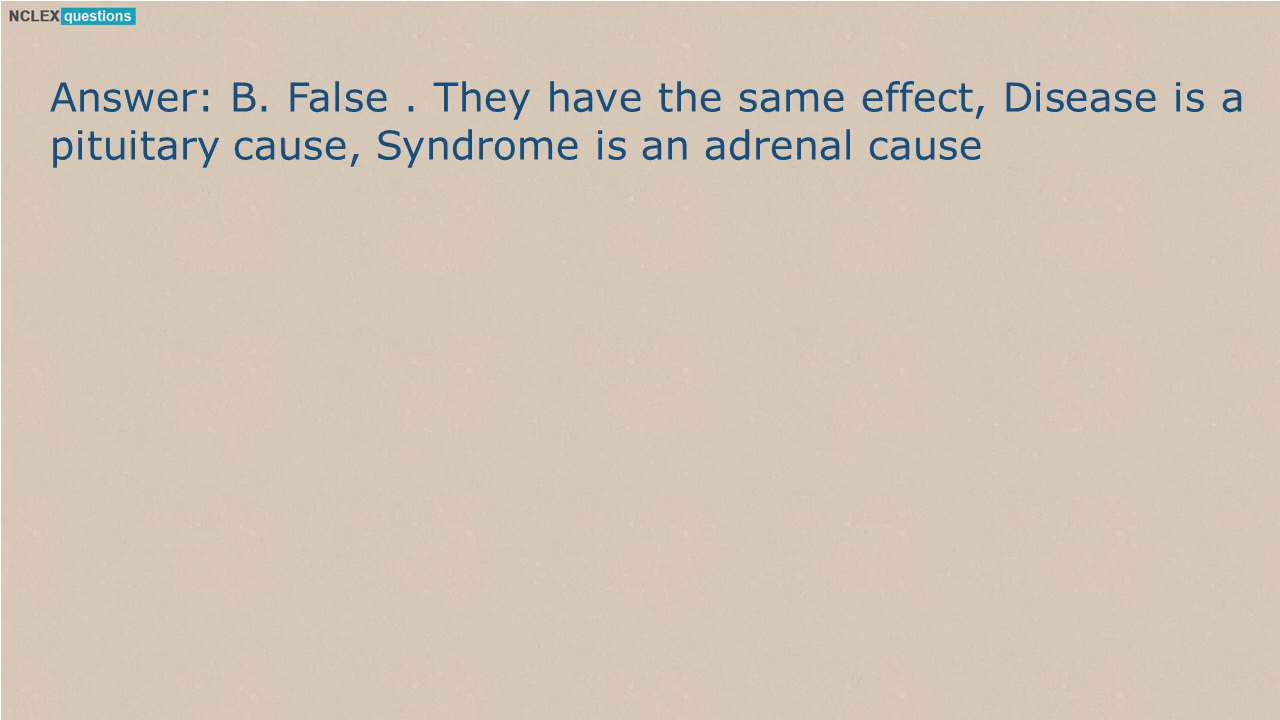 NCLEX questions
Answer: B. False . They have the same effect, Disease is a
pituitary cause, Syndrome is an adrenal cause